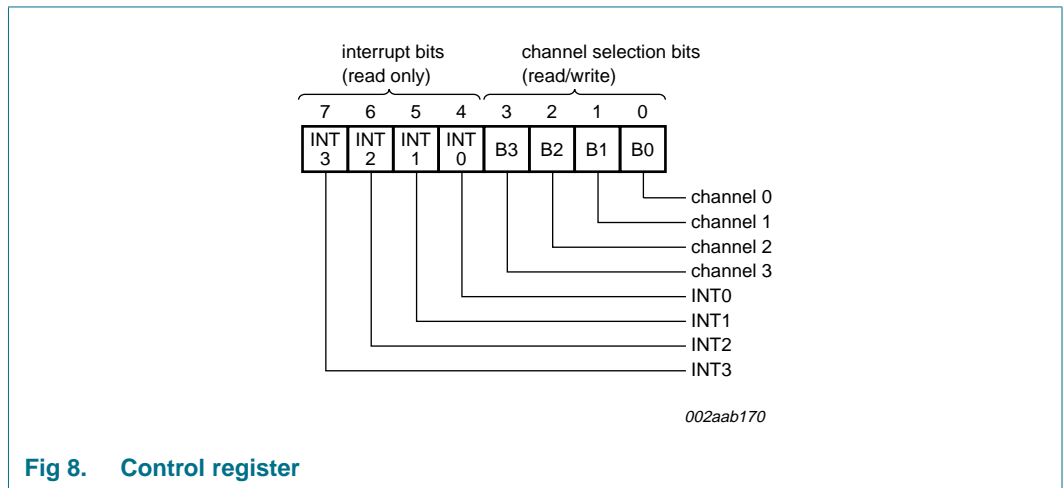 interrupt bits
(read only)
channel selection bits
(read/write)
7 6 5 4 3 2 1 0
INT 3 INT 2 INT 1 INT 0 B3 B2 B1 B0
channel 0
channel 1
channel 2
channel 3
INT0
INT1
INT2
INT3
002aab170
Fig 8. Control register